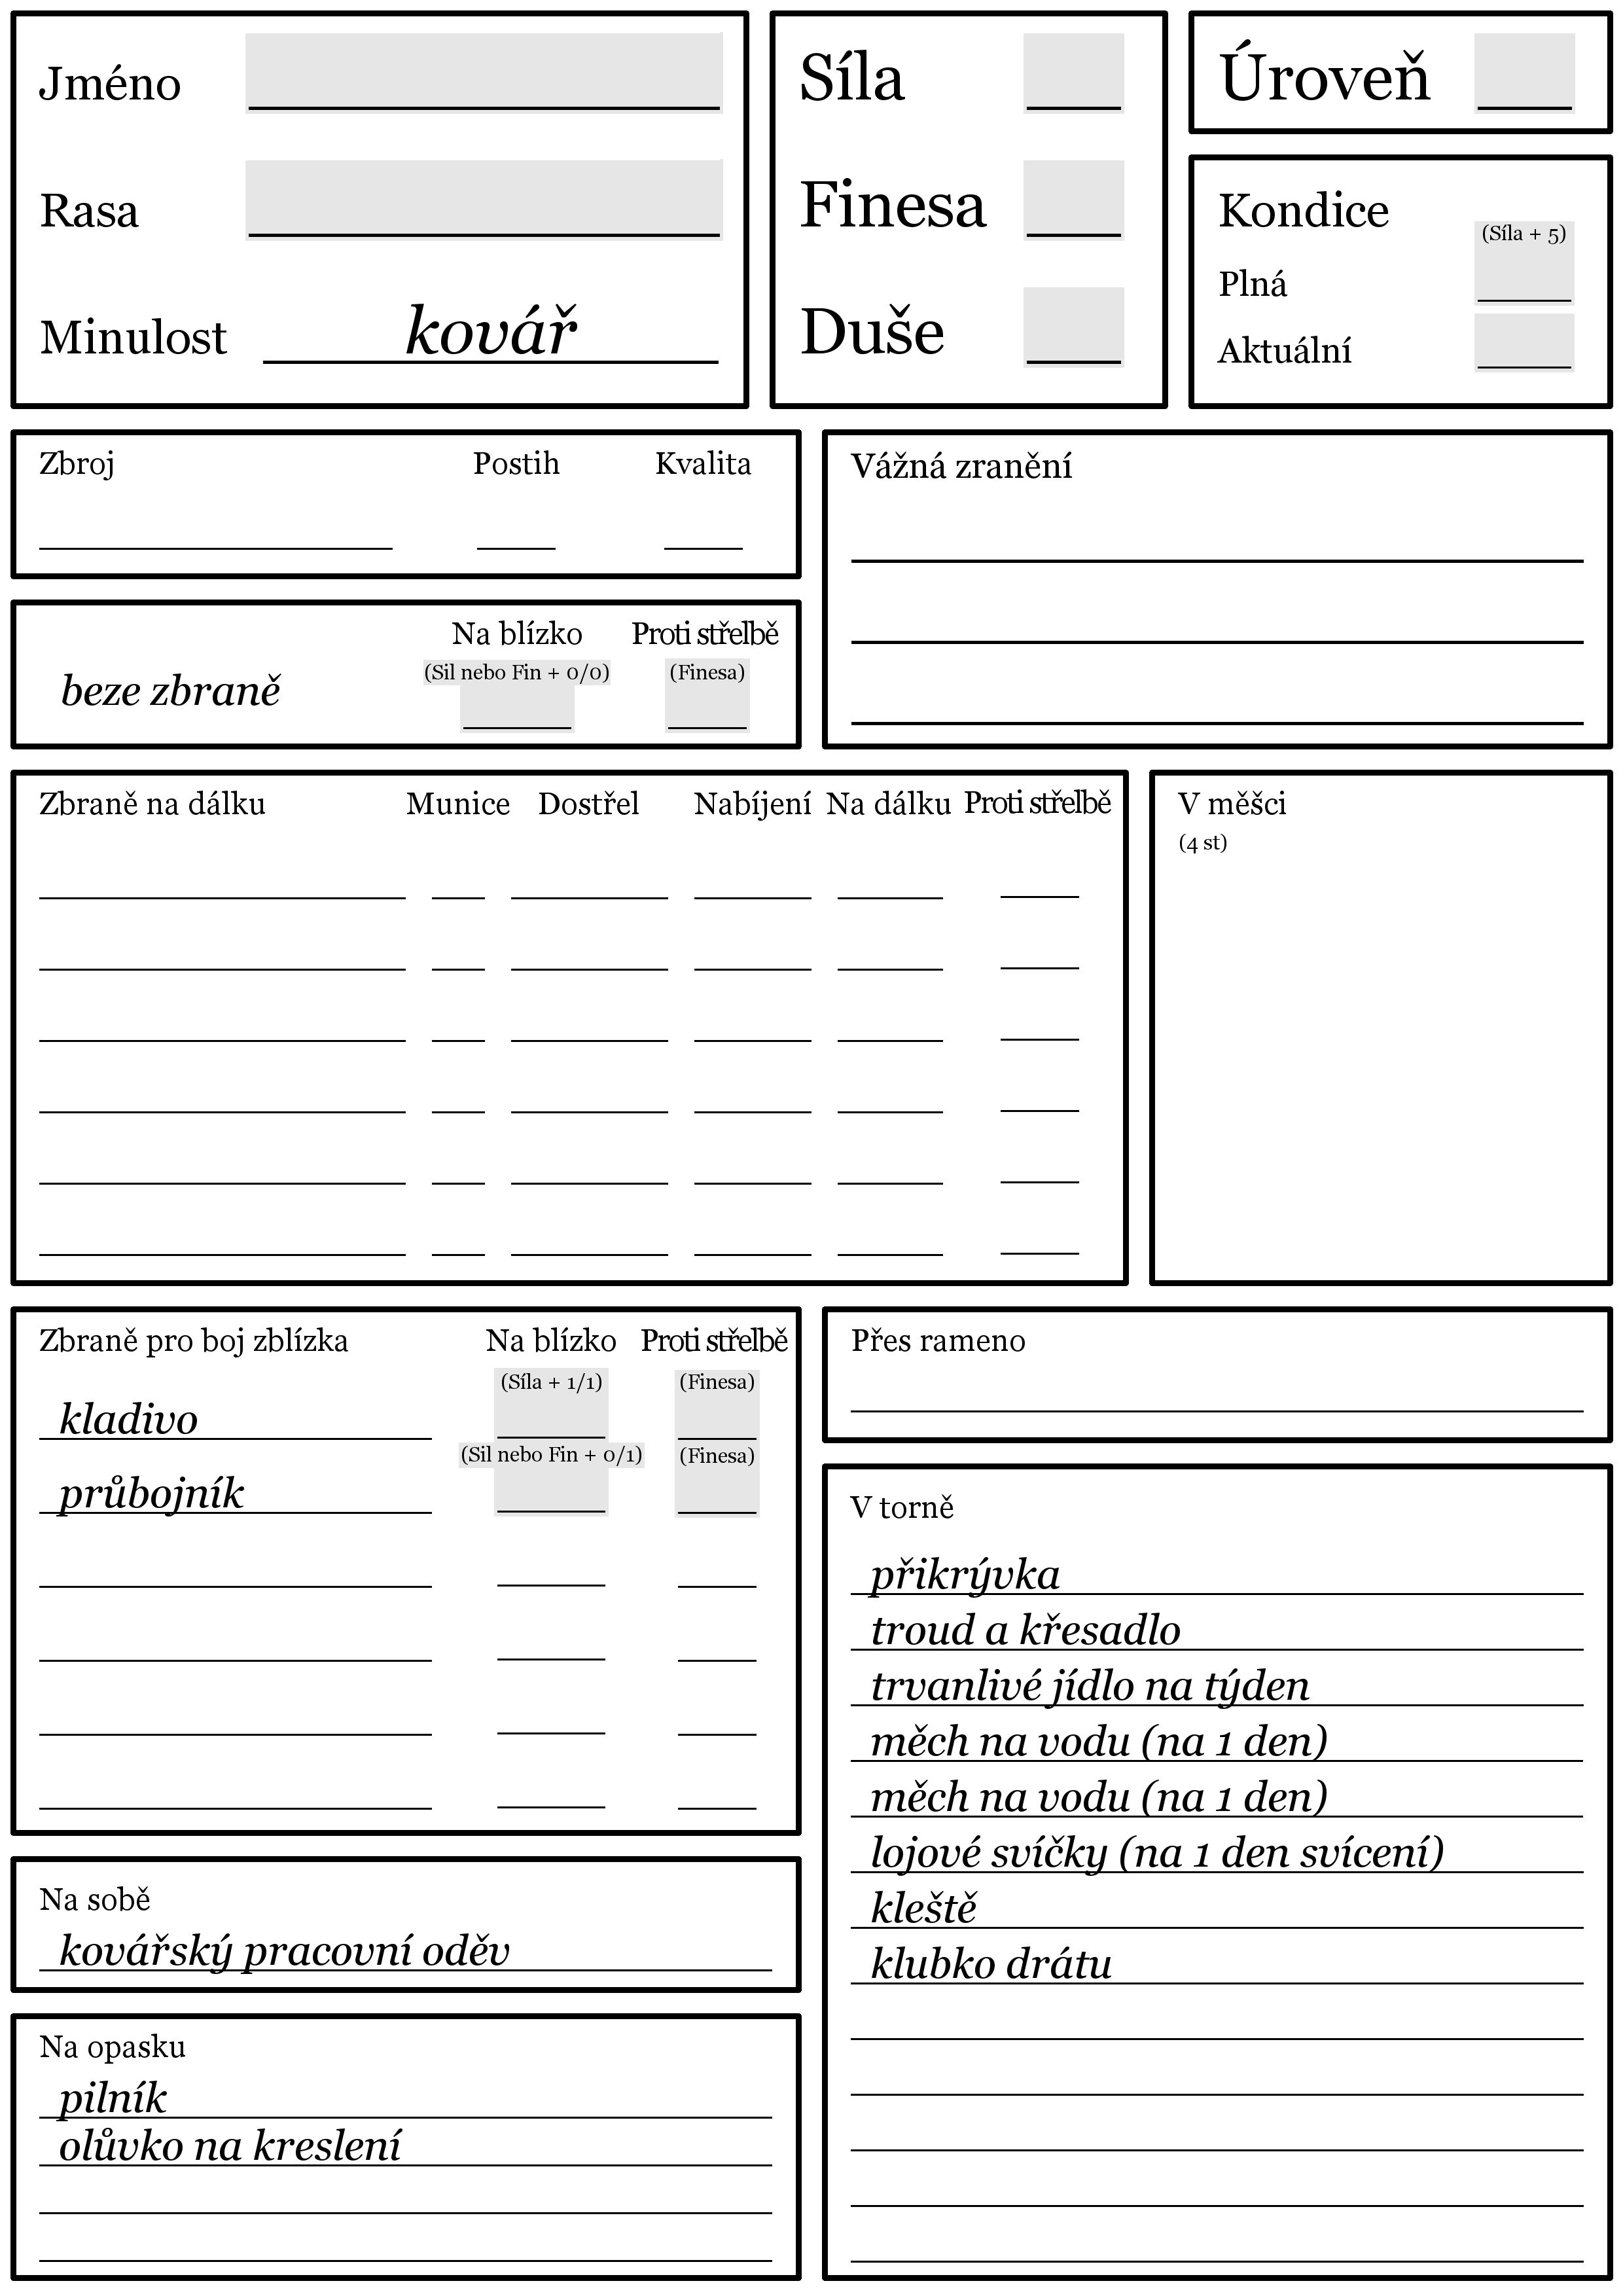 Jméno
Rasa
Minulost kovář
Síla
Finesa
Duše
Úroveň
Kondice
(Síla + 5)
Plná
Aktuální
Zbroj Postih Kvalita
Vážná zranění
Na blízko Proti střelbě
(Sil nebo Fin + 0/0) (Finesa)
beze zbraně
Zbraně na dálku Munice Dostřel Nabíjení Na dálku Proti střelbě
V měšci
(4 st)
Zbraně pro boj zblízka Na blízko Proti střelbě
(Síla + 1/1) (Finesa)
kladivo
(Sil nebo Fin + 0/1) (Finesa)
průbojník
Přes rameno
V torně
přikrývka
troud a křesadlo
trvanlivé jídlo na týden
měch na vodu (na 1 den)
měch na vodu (na 1 den)
lojové svíčky (na 1 den svícení)
kleště
klubko drátu
Na sobě
kovářský pracovní oděv
Na opasku
pilník
olůvko na kreslení